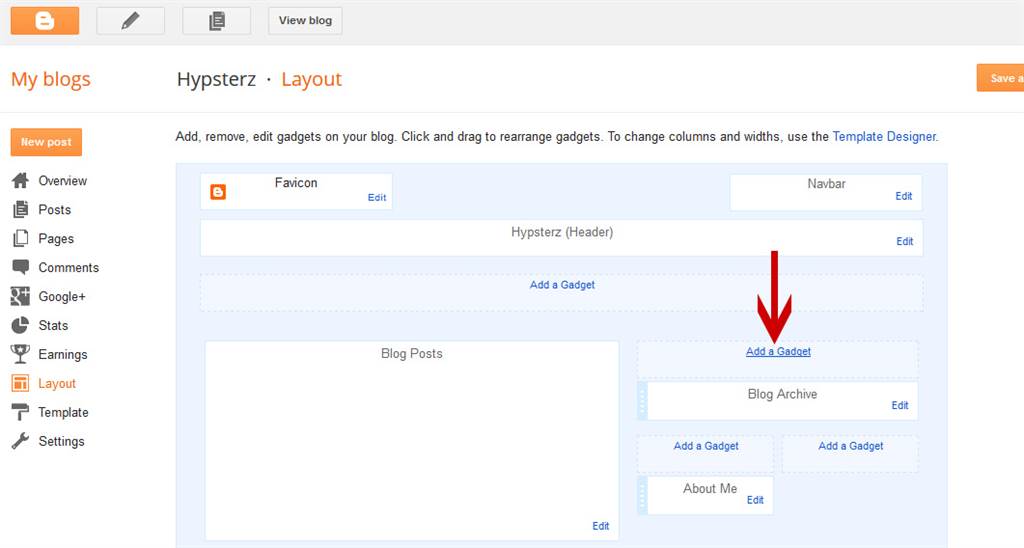 View blog
My blogs
Hypsterz · Layout
Save a
New post
Overview
Posts
Pages
Comments
Google+
Stats
Earnings
Layout
Template
Settings
Add, remove, edit gadgets on your blog. Click and drag to rearrange gadgets. To change columns and widths, use the Template Designer.
Favicon
Edit
Navbar
Edit
Hypsterz (Header)
Edit
Add a Gadget
Blog Posts
Edit
Add a Gadget
Blog Archive
Edit
Add a Gadget
Add a Gadget
About Me
Edit